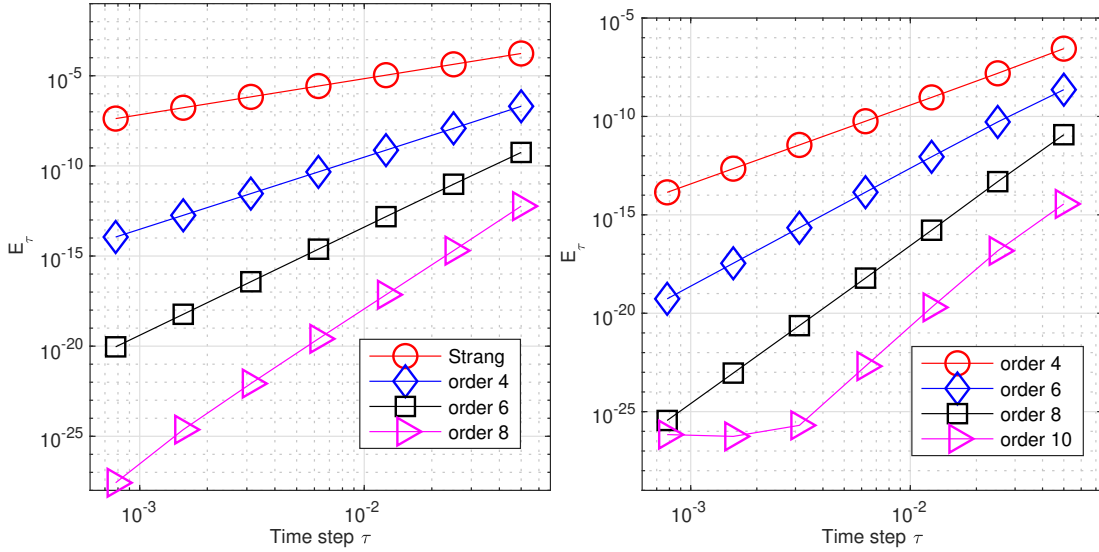 10^-5
10^-10
10^-15
10^-20
10^-25
E_τ
10^-3
10^-2
Time step τ
Strang
order 4
order 6
order 8
10^-5
10^-10
10^-15
10^-20
10^-25
E_τ
10^-3
10^-2
Time step τ
order 4
order 6
order 8
order 10